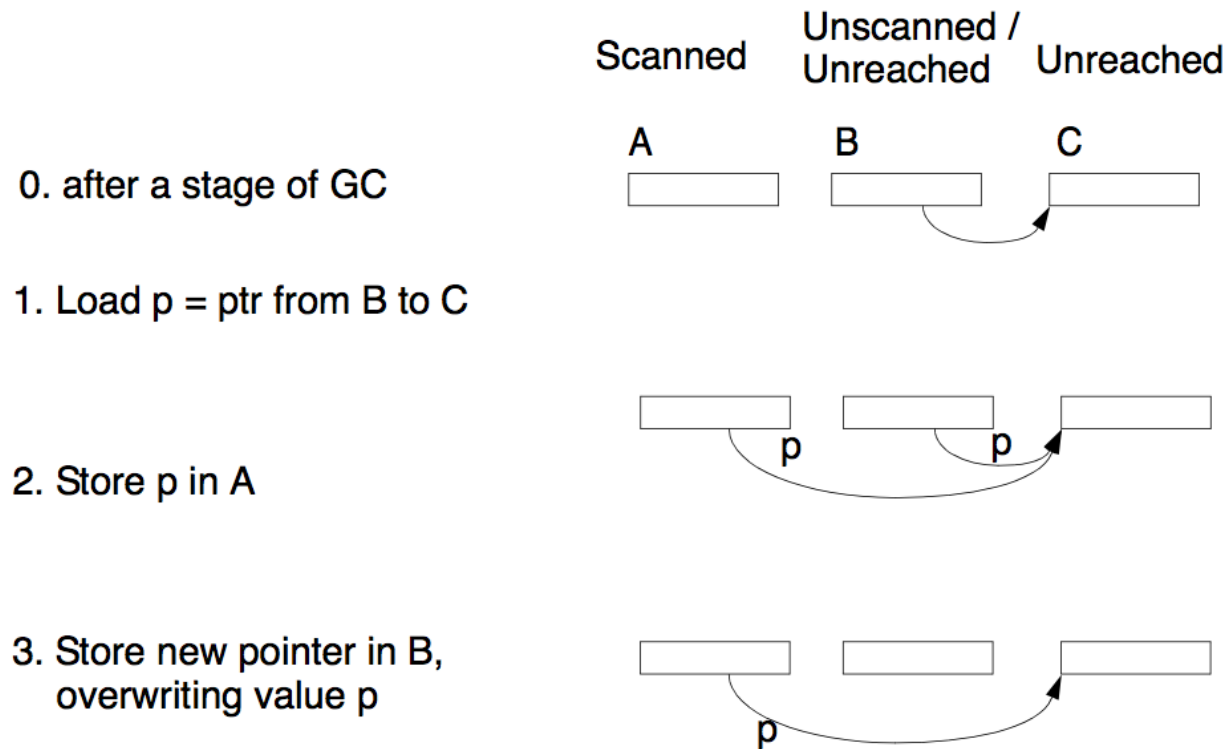 Scanned
Unscanned /
Unreached
Unreached
A
B
C
0. after a stage of GC
1. Load p = ptr from B to C
p
p
2. Store p in A
3. Store new pointer in B,
overwriting value p
p